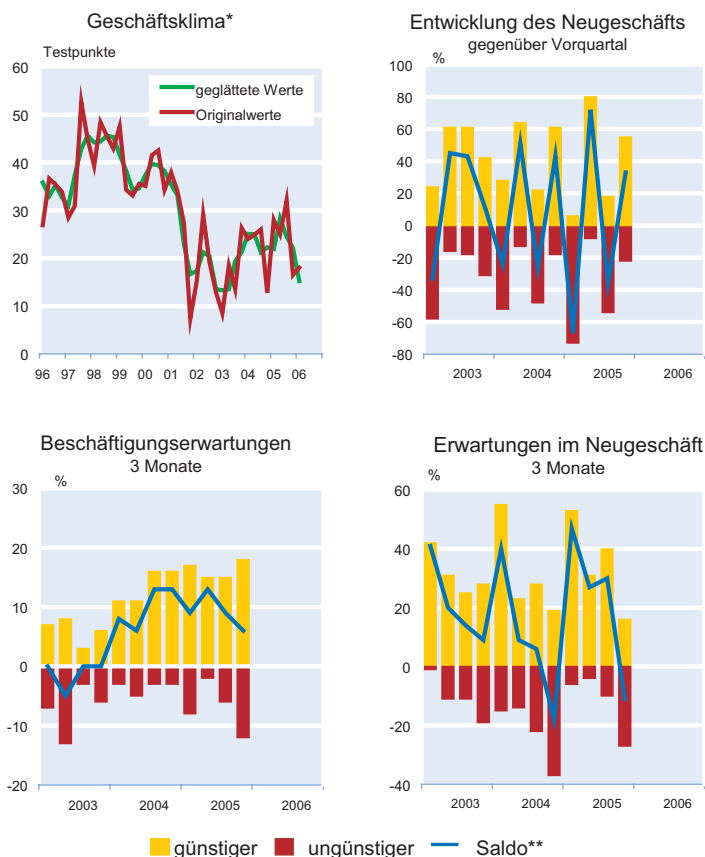 Geschäftsklima*
Testpunkte
60
50
40
30
20
10
0
geglättete Werte
Originalwerte
96 97 98 99 00 01 02 03 04 05 06
Entwicklung des Neugeschäfts
gegenüber Vorquartal
%
100
80
60
40
20
0
-20
-40
-60
-80
2003 2004 2005 2006
Beschäftigungserwartungen
3 Monate
%
30
20
10
0
-10
-20
2003 2004 2005 2006
Erwartungen im Neugeschäft
3 Monate
%
60
40
20
0
-20
-40
2003 2004 2005 2006
günstiger ungünstiger Saldo**